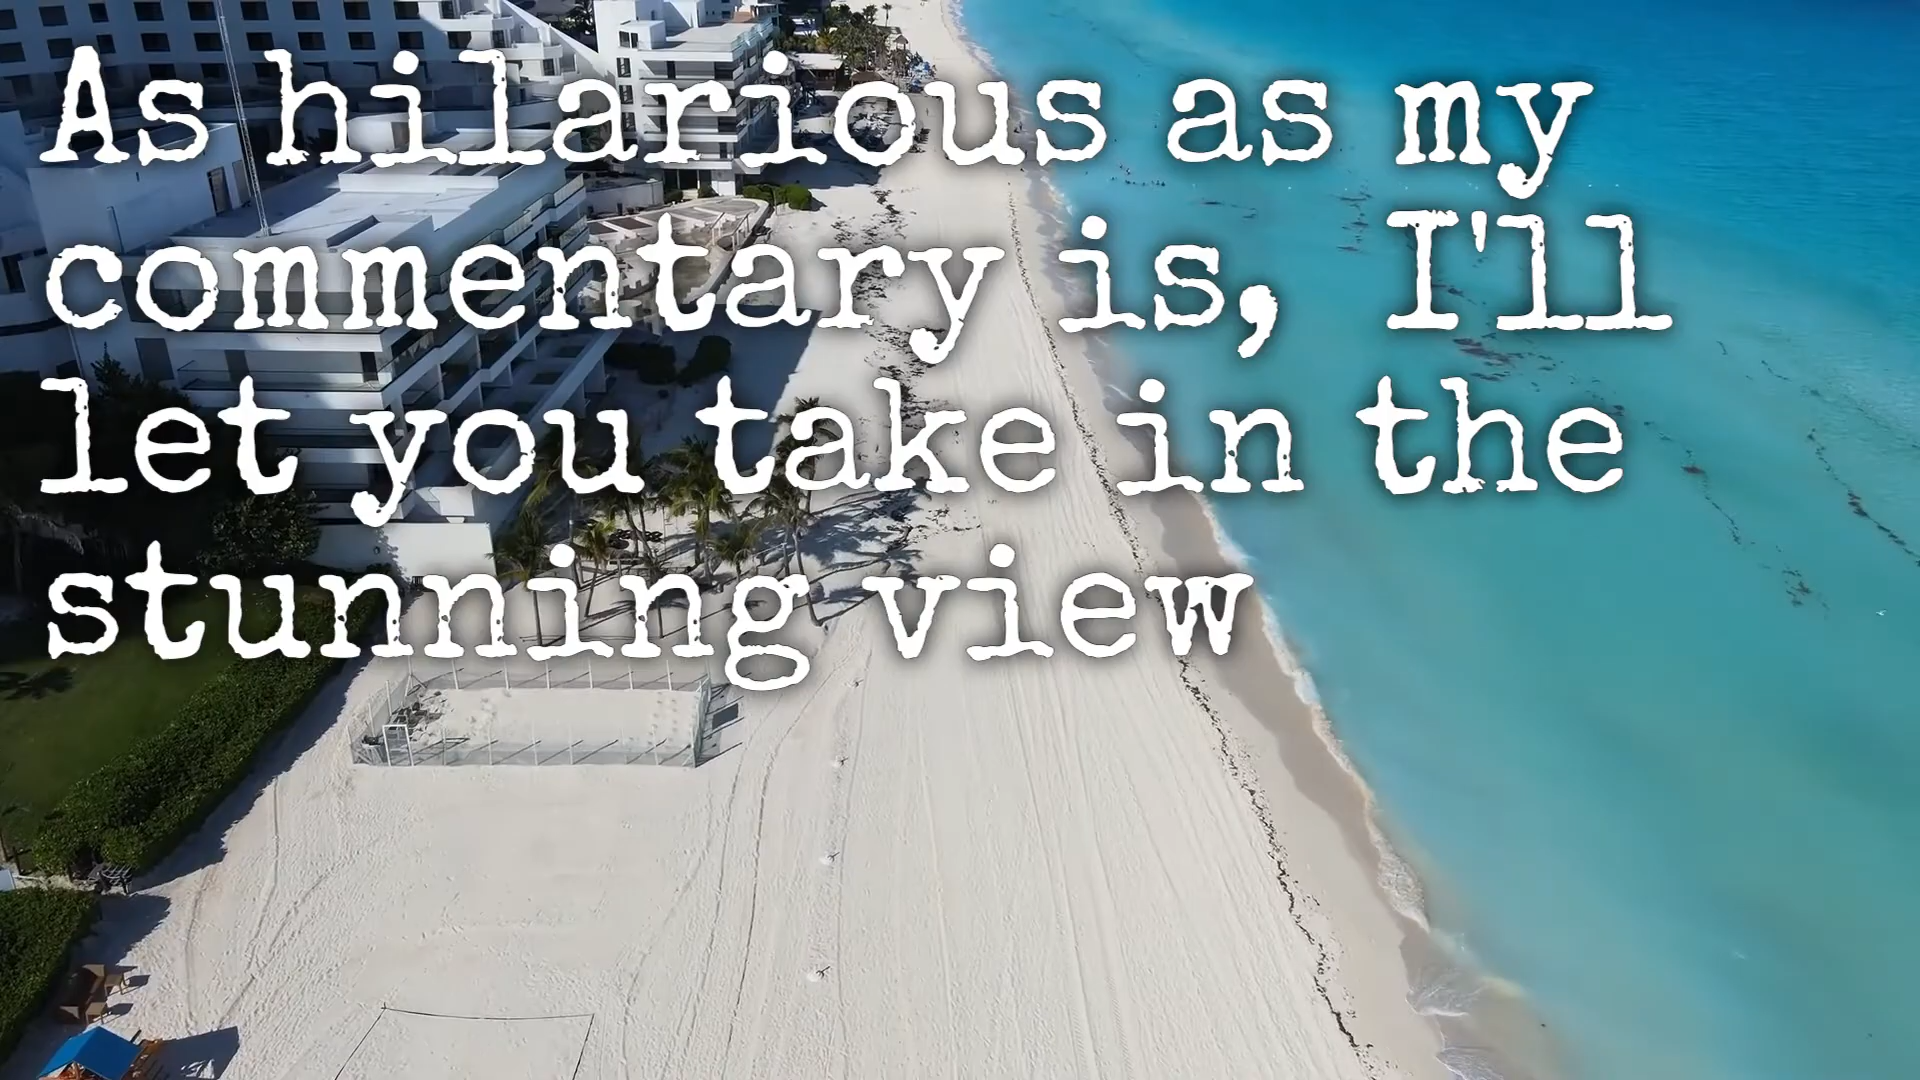 As hilarious as my
commentary is, I'll
let you take in the
stunning view